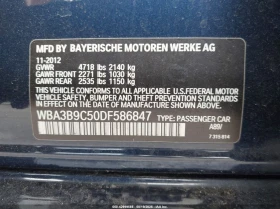 MFD BY BAYERISCHE MOTOREN WERKE AG
11-2012
GVWR 4718 lbs 2140 kg
GAWR FRONT 2271 lbs 1030 kg
GAWR REAR 2535 lbs 1150 kg
THIS VEHICLE CONFORMS TO ALL APPLICABLE U.S. FEDERAL MOTOR
VEHICLE SAFETY, BUMPER, AND THEFT PREVENTION STANDARDS IN
EFFECT ON THE DATE OF MANUFACTURE SHOWN ABOVE.
WBA3B9C50DF586847 TYPE: PASSENGER CAR